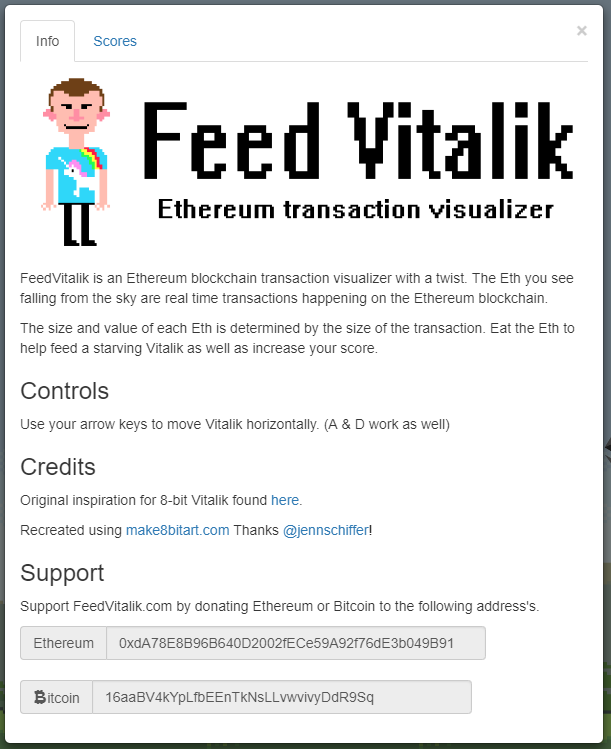 Info Scores ×
Feed Vitalik
Ethereum transaction visualizer
FeedVitalik is an Ethereum blockchain transaction visualizer with a twist. The Eth you see
falling from the sky are real time transactions happening on the Ethereum blockchain.
The size and value of each Eth is determined by the size of the transaction. Eat the Eth to
help feed a starving Vitalik as well as increase your score.
Controls
Use your arrow keys to move Vitalik horizontally. (A & D work as well)
Credits
Original inspiration for 8-bit Vitalik found here.
Recreated using make8bitart.com Thanks @jennschiffer!
Support
Support FeedVitalik.com by donating Ethereum or Bitcoin to the following address's.
Ethereum 0xdA78E8B96B640D2002fECe59A92f76dE3b049B91
Bitcoin 16aaBV4kYpLfbEEnTkNsLLvwvivyDdR9Sq